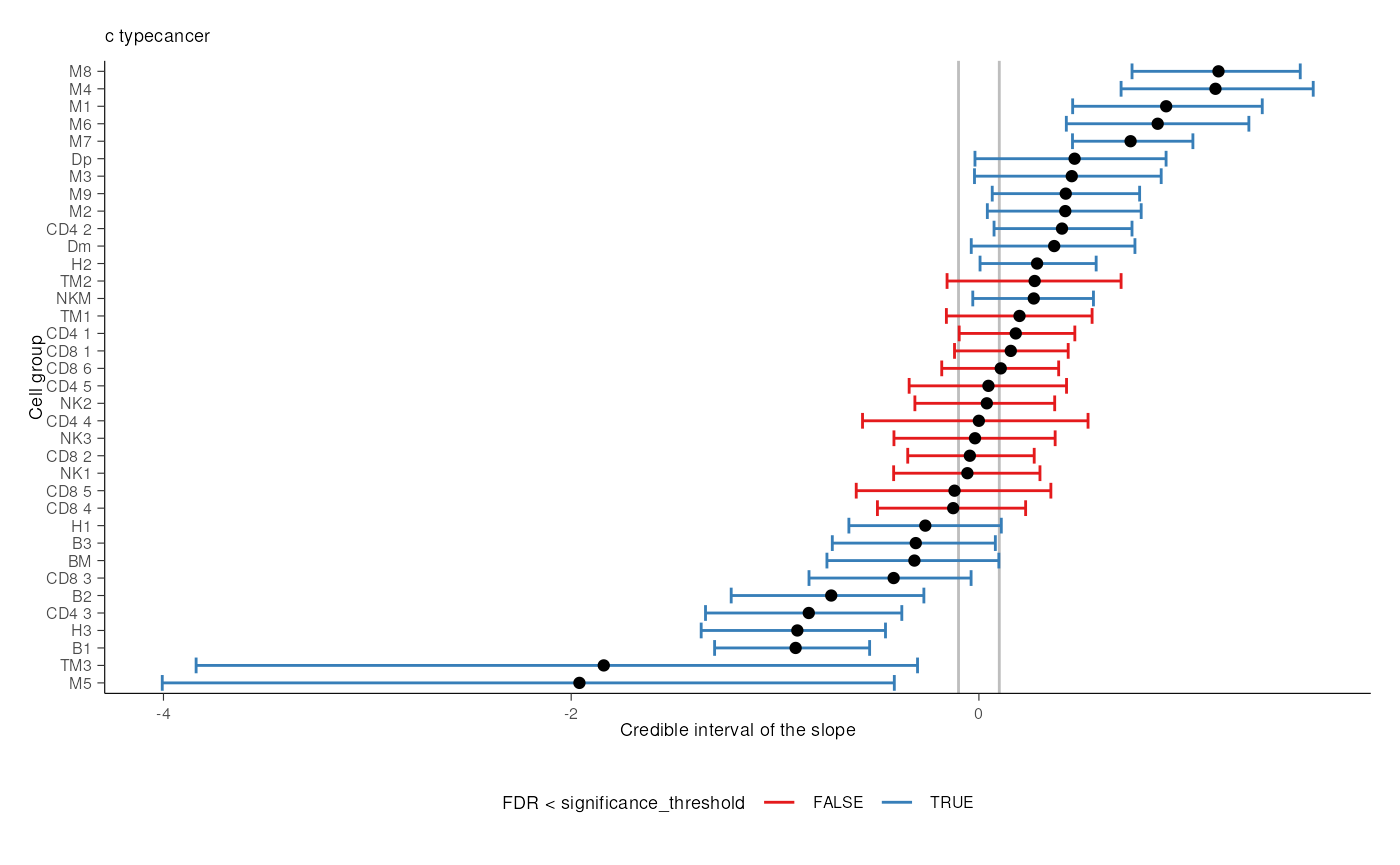 c typecancer
M8
M4
M1
M6
M7
Dp
M3
M9
M2
CD4 2
Dm
H2
TM2
NKM
TM1
CD4 1
CD8 1
CD8 6
CD4 5
NK2
CD4 4
NK3
CD8 2
NK1
CD8 5
CD8 4
H1
B3
BM
CD8 3
B2
CD4 3
H3
B1
TM3
M5
Cell group
-4 -2 0
Credible interval of the slope
FDR < significance_threshold FALSE TRUE